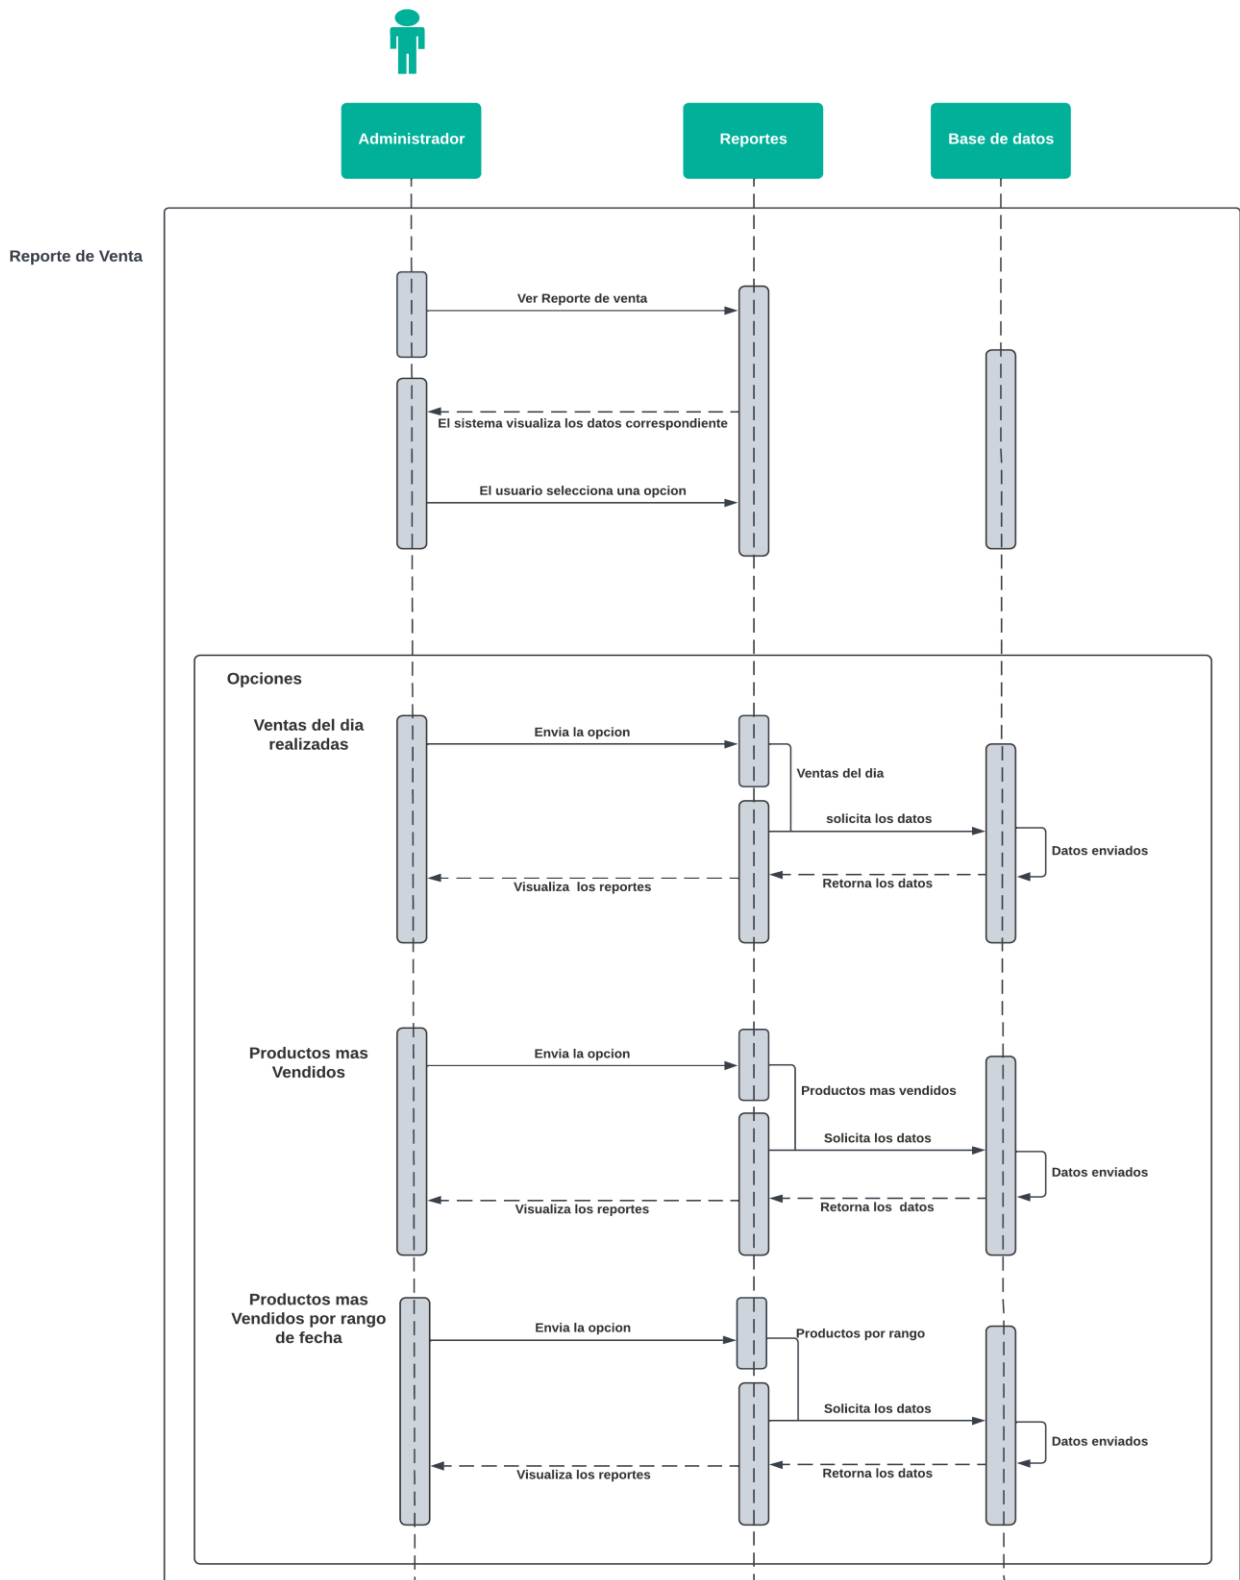 Administrador
Reportes
Base de datos
Reporte de Venta
Ver Reporte de venta
El sistema visualiza los datos correspondiente
El usuario selecciona una opcion
Opciones
Ventas del dia
realizadas
Envia la opcion
Ventas del dia
solicita los datos
Datos enviados
Retorna los datos
Visualiza los reportes
Productos mas
Vendidos
Envia la opcion
Productos mas vendidos
Solicita los datos
Datos enviados
Retorna los datos
Visualiza los reportes
Productos mas
Vendidos por rango
de fecha
Envia la opcion
Productos por rango
Solicita los datos
Datos enviados
Retorna los datos
Visualiza los reportes